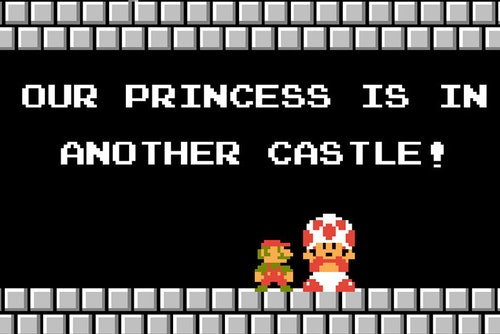 OUR PRINCESS IS IN
ANOTHER CASTLE!